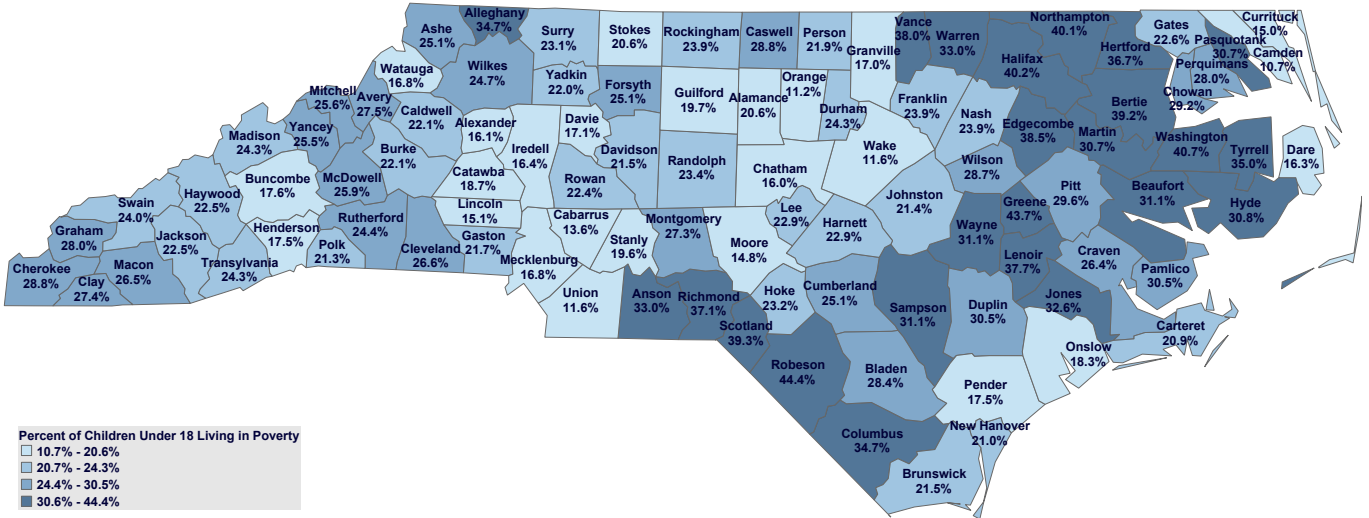 Alleghany
34.7%
Ashe
25.1%
Surry
23.1%
Stokes
20.6%
Rockingham
23.9%
Caswell
28.8%
Person
21.9%
Granville
17.0%
Vance
38.0%
Warren
33.0%
Northampton
40.1%
Halifax
40.2%
Hertford
36.7%
Gates
22.6%
Currituck
15.0%
Pasquotank
30.7%
Camden
10.7%
Perquimans
28.0%
Chowan
29.2%
Watauga
16.8%
Wilkes
24.7%
Yadkin
22.0%
Forsyth
25.1%
Guilford
19.7%
Alamance
20.6%
Orange
11.2%
Durham
24.3%
Franklin
23.9%
Nash
23.9%
Edgecombe
38.5%
Bertie
39.2%
Martin
30.7%
Washington
40.7%
Tyrrell
35.0%
Dare
16.3%
Mitchell
25.6%
Avery
27.5%
Caldwell
22.1%
Alexander
16.1%
Iredell
16.4%
Davie
17.1%
Davidson
21.5%
Randolph
23.4%
Chatham
16.0%
Wake
11.6%
Wilson
28.7%
Pitt
29.6%
Beaufort
31.1%
Hyde
30.8%
Madison
24.3%
Yancey
25.5%
Burke
22.1%
McDowell
25.9%
Catawba
18.7%
Rowan
22.4%
Buncombe
17.6%
Haywood
22.5%
Swain
24.0%
Graham
28.0%
Cherokee
28.8%
Clay
27.4%
Macon
26.5%
Jackson
22.5%
Transylvania
24.3%
Henderson
17.5%
Polk
21.3%
Rutherford
24.4%
Cleveland
26.6%
Lincoln
15.1%
Gaston
21.7%
Mecklenburg
16.8%
Cabarrus
13.6%
Stanly
19.6%
Montgomery
27.3%
Moore
14.8%
Lee
22.9%
Harnett
22.9%
Johnston
21.4%
Wayne
31.1%
Greene
43.7%
Lenoir
37.7%
Craven
26.4%
Pamlico
30.5%
Jones
32.6%
Carteret
20.9%
Onslow
18.3%
Union
11.6%
Anson
33.0%
Richmond
37.1%
Scotland
39.3%
Hoke
23.2%
Cumberland
25.1%
Sampson
31.1%
Duplin
30.5%
Robeson
44.4%
Bladen
28.4%
Pender
17.5%
New Hanover
21.0%
Columbus
34.7%
Brunswick
21.5%
Percent of Children Under 18 Living in Poverty
10.7% - 20.6%
20.7% - 24.3%
24.4% - 30.5%
30.6% - 44.4%